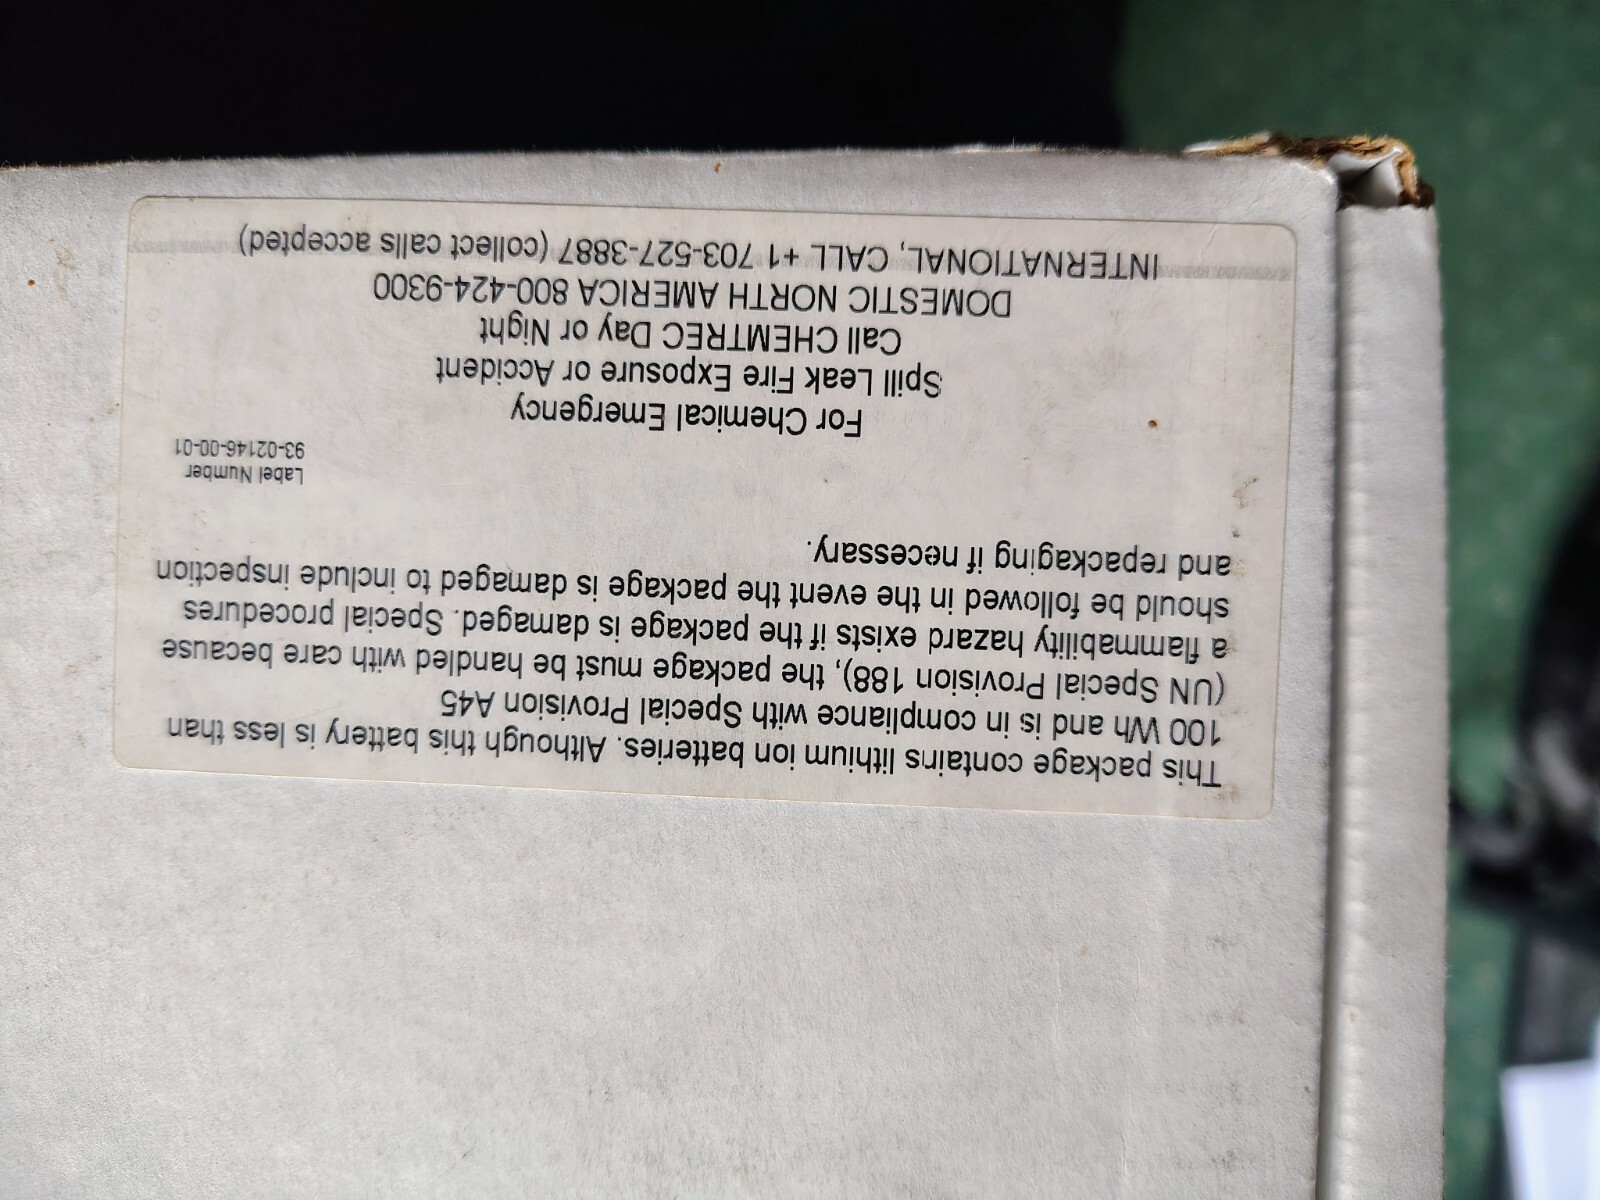 This package contains lithium ion batteries. Although this battery is less than
100 Wh and is in compliance with Special Provision A45
(UN Special Provision 188), the package must be handled with care because
a flammability hazard exists if the package is damaged. Special procedures
should be followed in the event the package is damaged to include inspection
and repackaging if necessary.
Label Number
93-02146-00-01
For Chemical Emergency
Spill Leak Fire Exposure or Accident
Call CHEMTREC Day or Night
DOMESTIC NORTH AMERICA 800-424-9300
INTERNATIONAL, CALL +1 703-527-3887 (collect calls accepted)